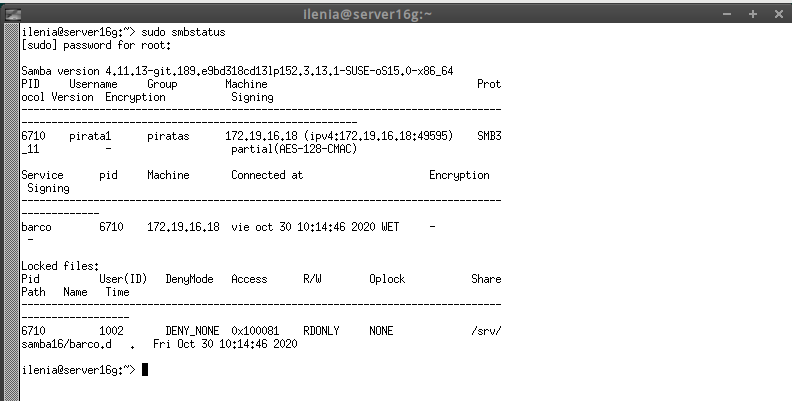 ilenia@server16g:~
ilenia@server16g:~> sudo smbstatus
[sudo] password for root:
Samba version 4.11.13-git.189.e9bd318cd13lp152.3.13.1-SUSE-oS15.0-x86_64
PID Username Group Machine Prot
ocol Version Encryption Signing
--------------------------------------------------------------------------------
--------------------------------------------------------
6710 pirata1 piratas 172.19.16.18 (ipv4:172.19.16.18:49595) SMB3
_11 - partial(AES-128-CMAC)
Service pid Machine Connected at Encryption
Signing
--------------------------------------------------------------------------------
-------------
barco 6710 172.19.16.18 vie oct 30 10:14:46 2020 WET -
-
Locked files:
Pid User(ID) DenyMode Access R/W Oplock Share
Path Name Time
--------------------------------------------------------------------------------
------------------
6710 1002 DENY_NONE 0x100081 RDONLY NONE /srv/
samba16/barco.d . Fri Oct 30 10:14:46 2020
ilenia@server16g:~>